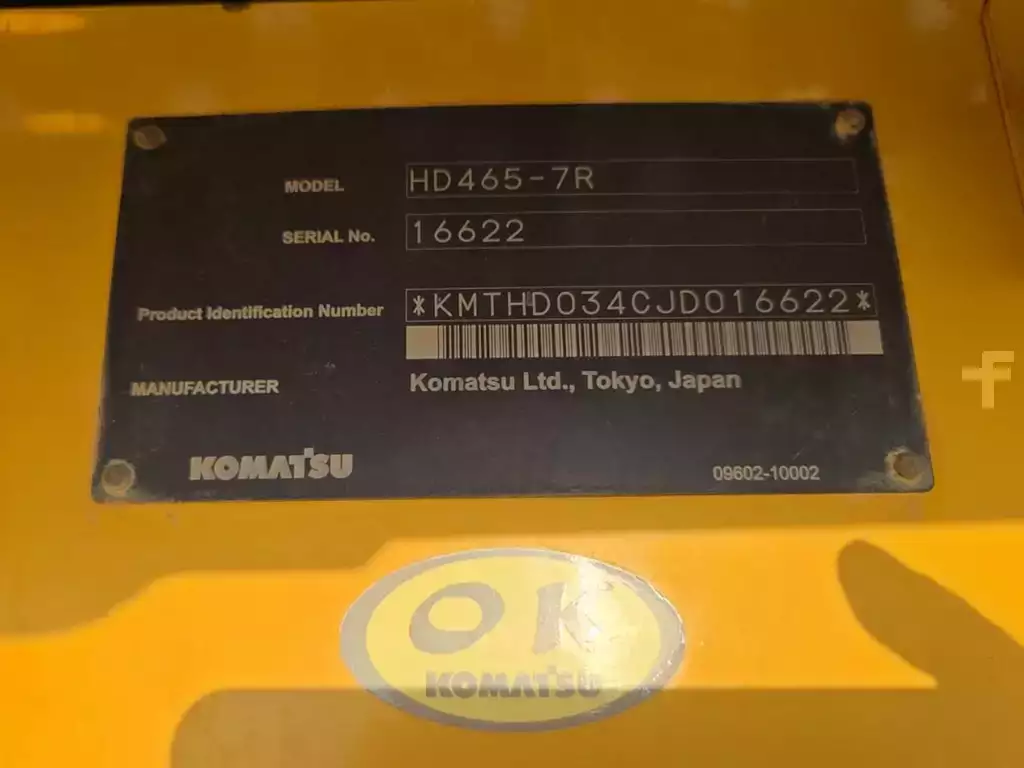 MODEL HD465-7R
SERIAL No. 16622
Product Identification Number *KMTHD034CJD016622*
MANUFACTURER Komatsu Ltd., Tokyo, Japan
KOMATSU 09602-10002
f
OK
KOMATSU